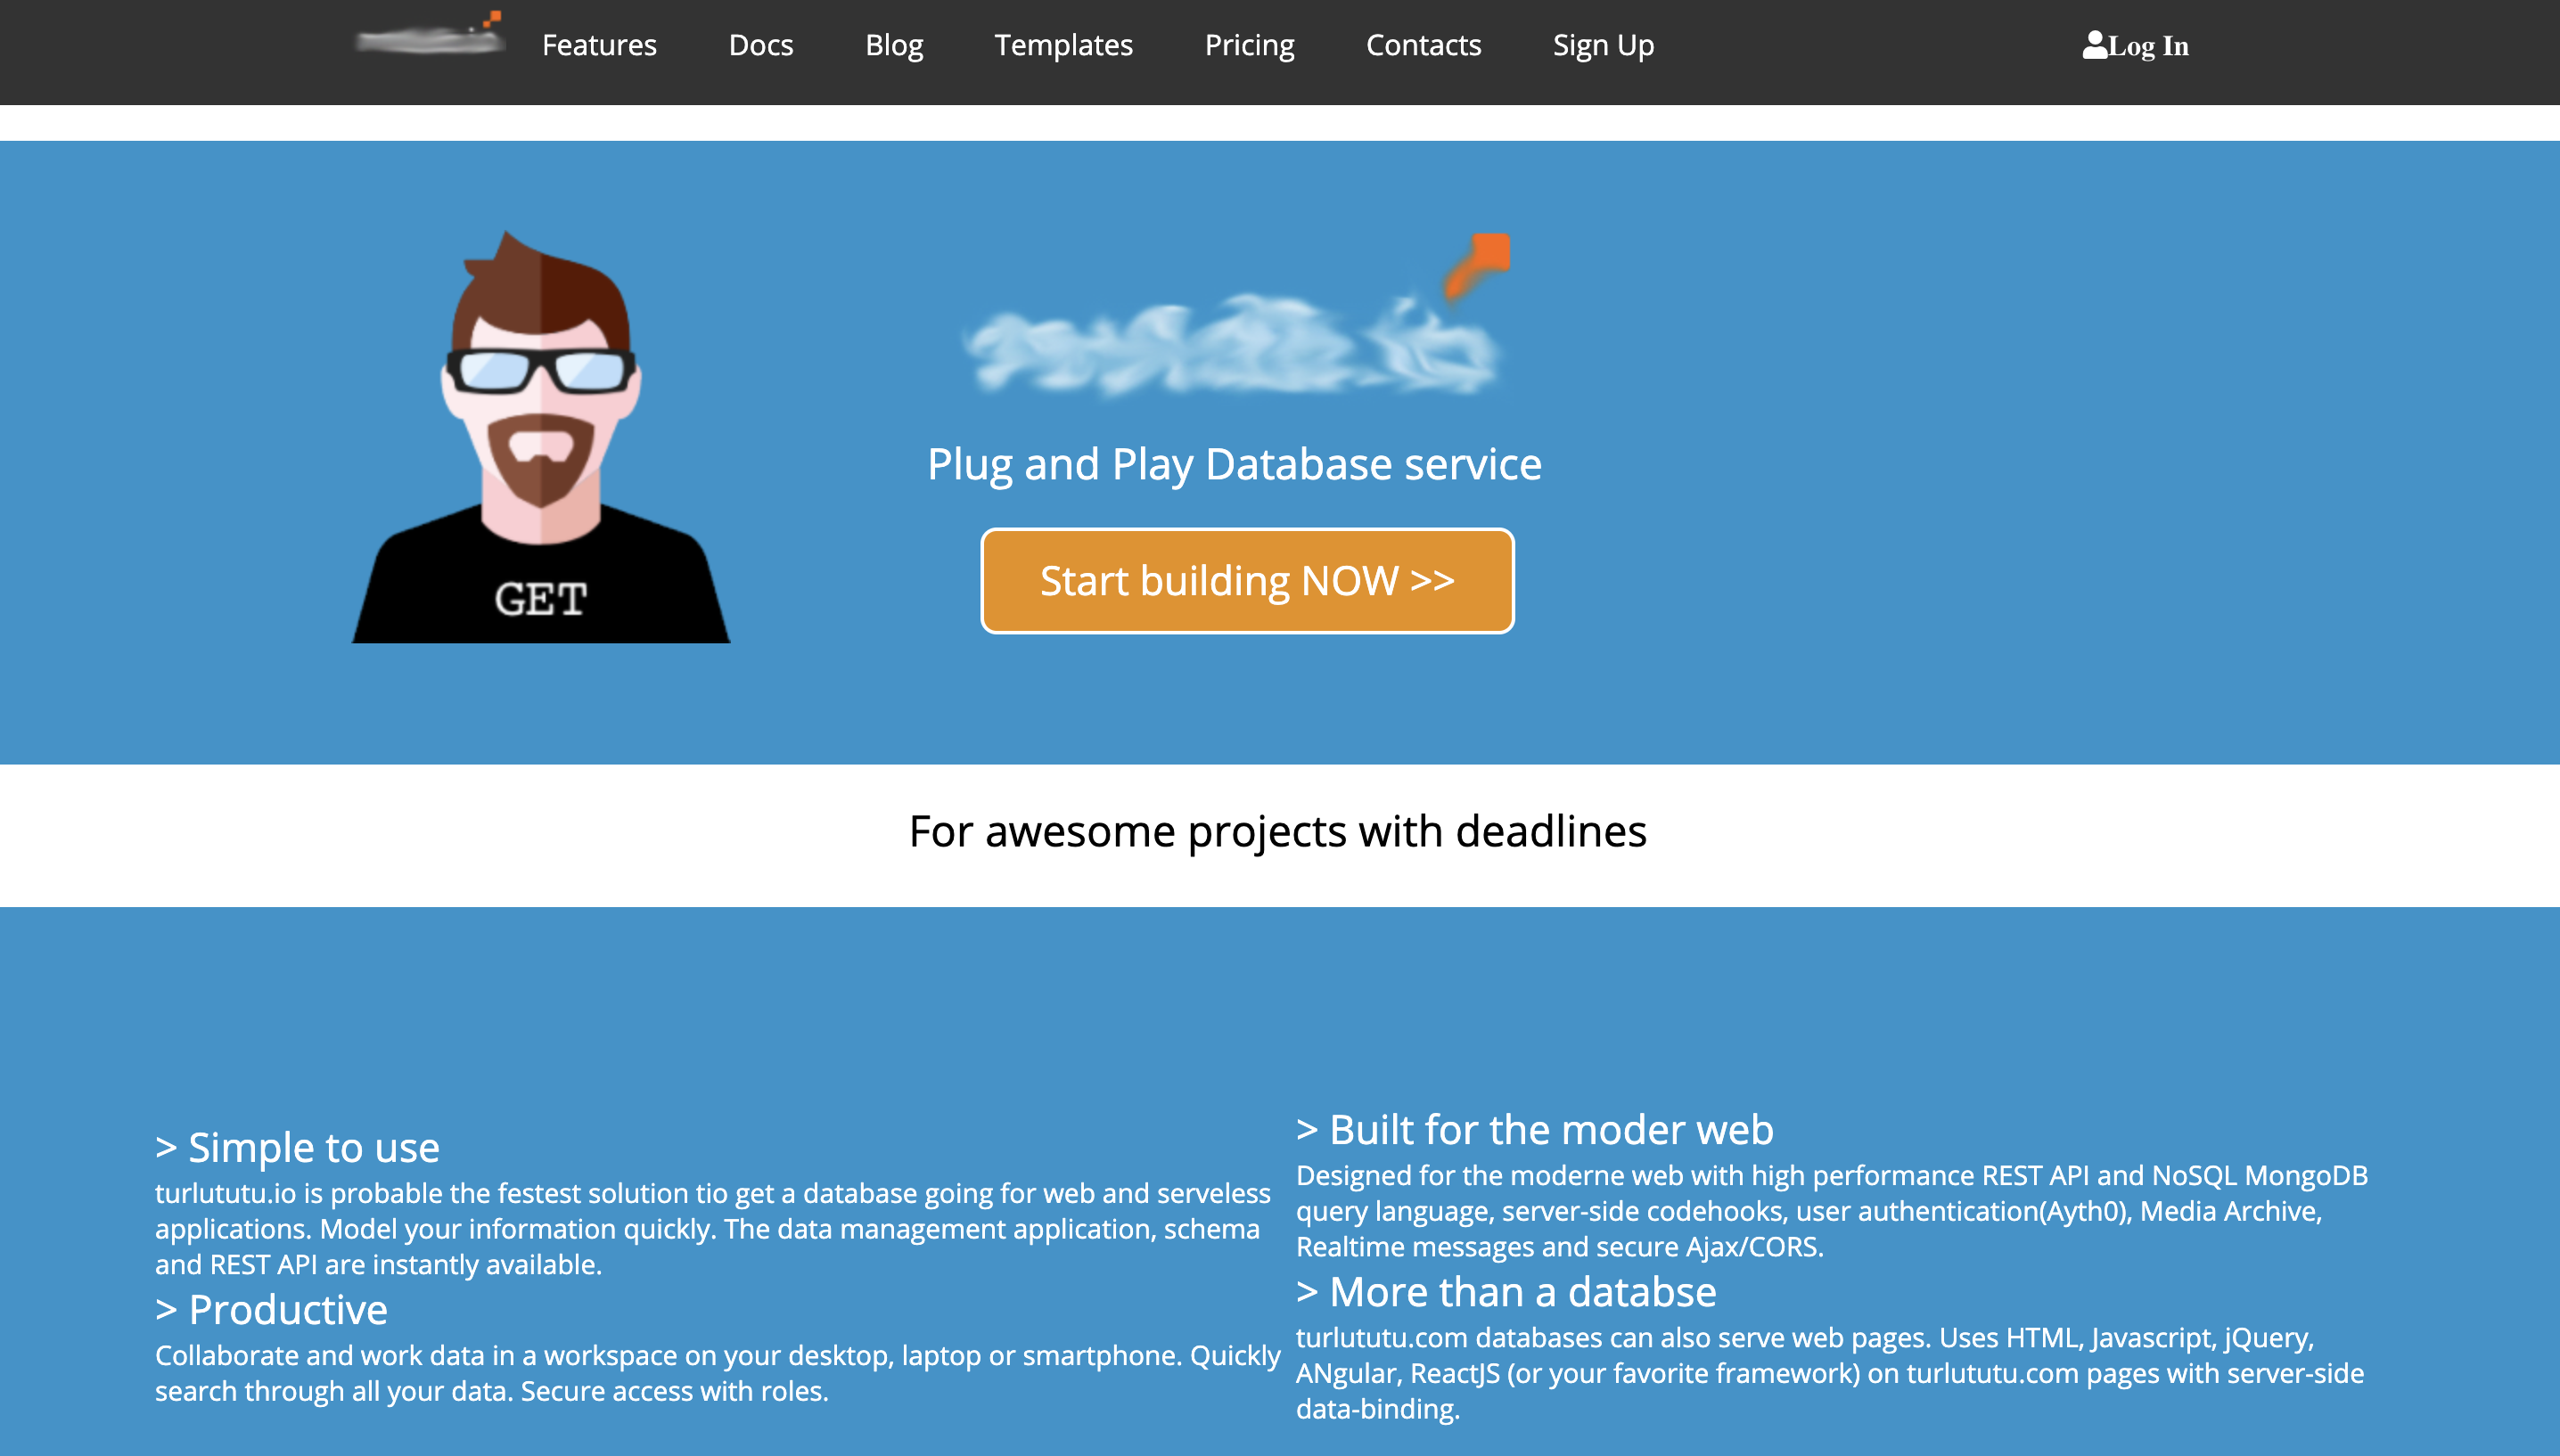 Features Docs Blog Templates Pricing Contacts Sign Up Log In
GET
Plug and Play Database service
Start building NOW >>
For awesome projects with deadlines
> Simple to use
turlututu.io is probable the festest solution tio get a database going for web and serveless
applications. Model your information quickly. The data management application, schema
and REST API are instantly available.
> Productive
Collaborate and work data in a workspace on your desktop, laptop or smartphone. Quickly
search through all your data. Secure access with roles.
> Built for the moder web
Designed for the moderne web with high performance REST API and NoSQL MongoDB
query language, server-side codehooks, user authentication(Ayth0), Media Archive,
Realtime messages and secure Ajax/CORS.
> More than a databse
turlututu.com databases can also serve web pages. Uses HTML, Javascript, jQuery,
ANgular, ReactJS (or your favorite framework) on turlututu.com pages with server-side
data-binding.